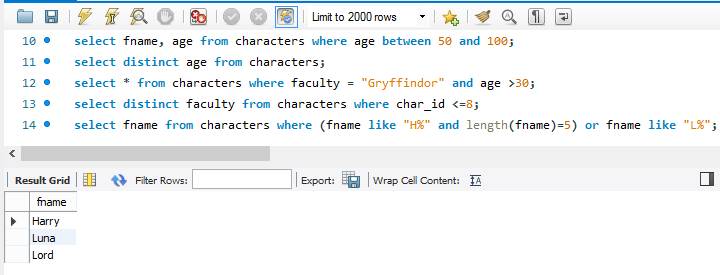 Limit to 2000 rows
10 select fname, age from characters where age between 50 and 100;
11 select distinct age from characters;
12 select * from characters where faculty = "Gryffindor" and age >30;
13 select distinct faculty from characters where char_id <=8;
14 select fname from characters where (fname like "H%" and length(fname)=5) or fname like "L%";
Result Grid Filter Rows: Export: Wrap Cell Content:
fname
Harry
Luna
Lord